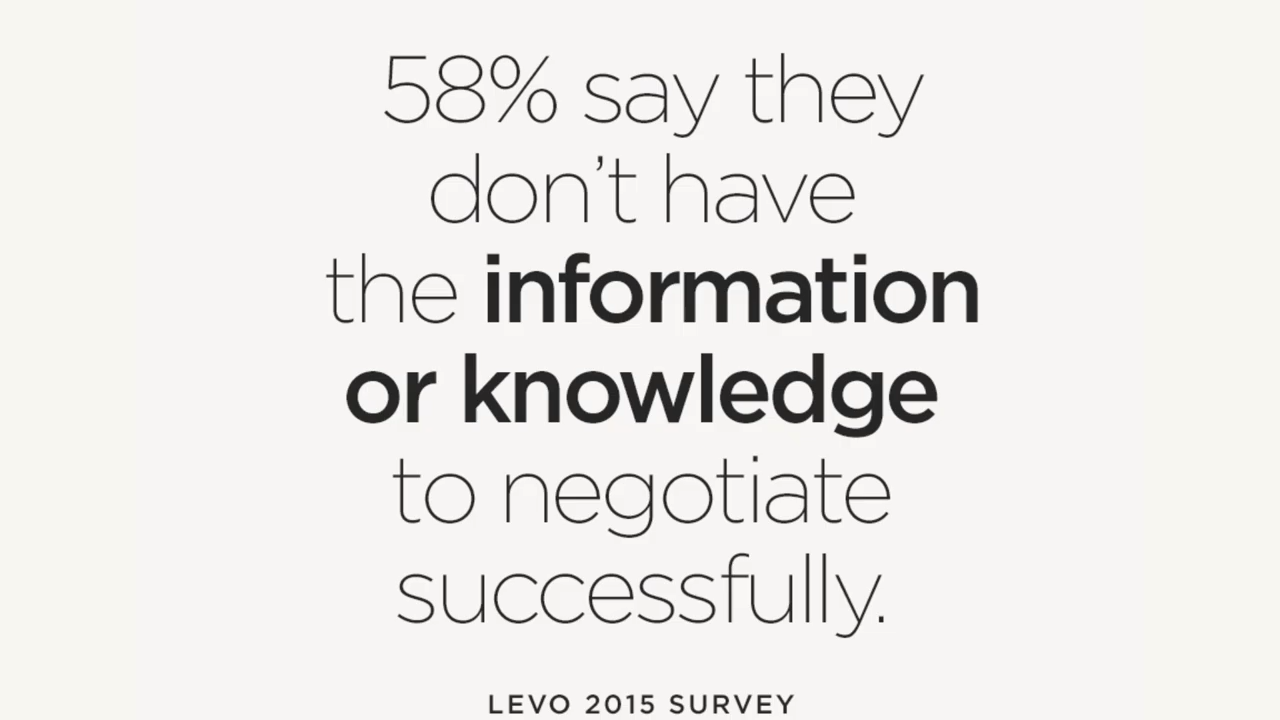 58% say they
don’t have
the information
or knowledge
to negotiate
successfully.
LEVO 2015 SURVEY